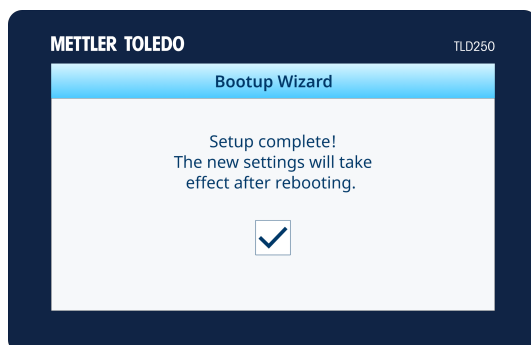 METTLER TOLEDO
TLD250
Bootup Wizard
Setup complete!
The new settings will take
effect after rebooting.